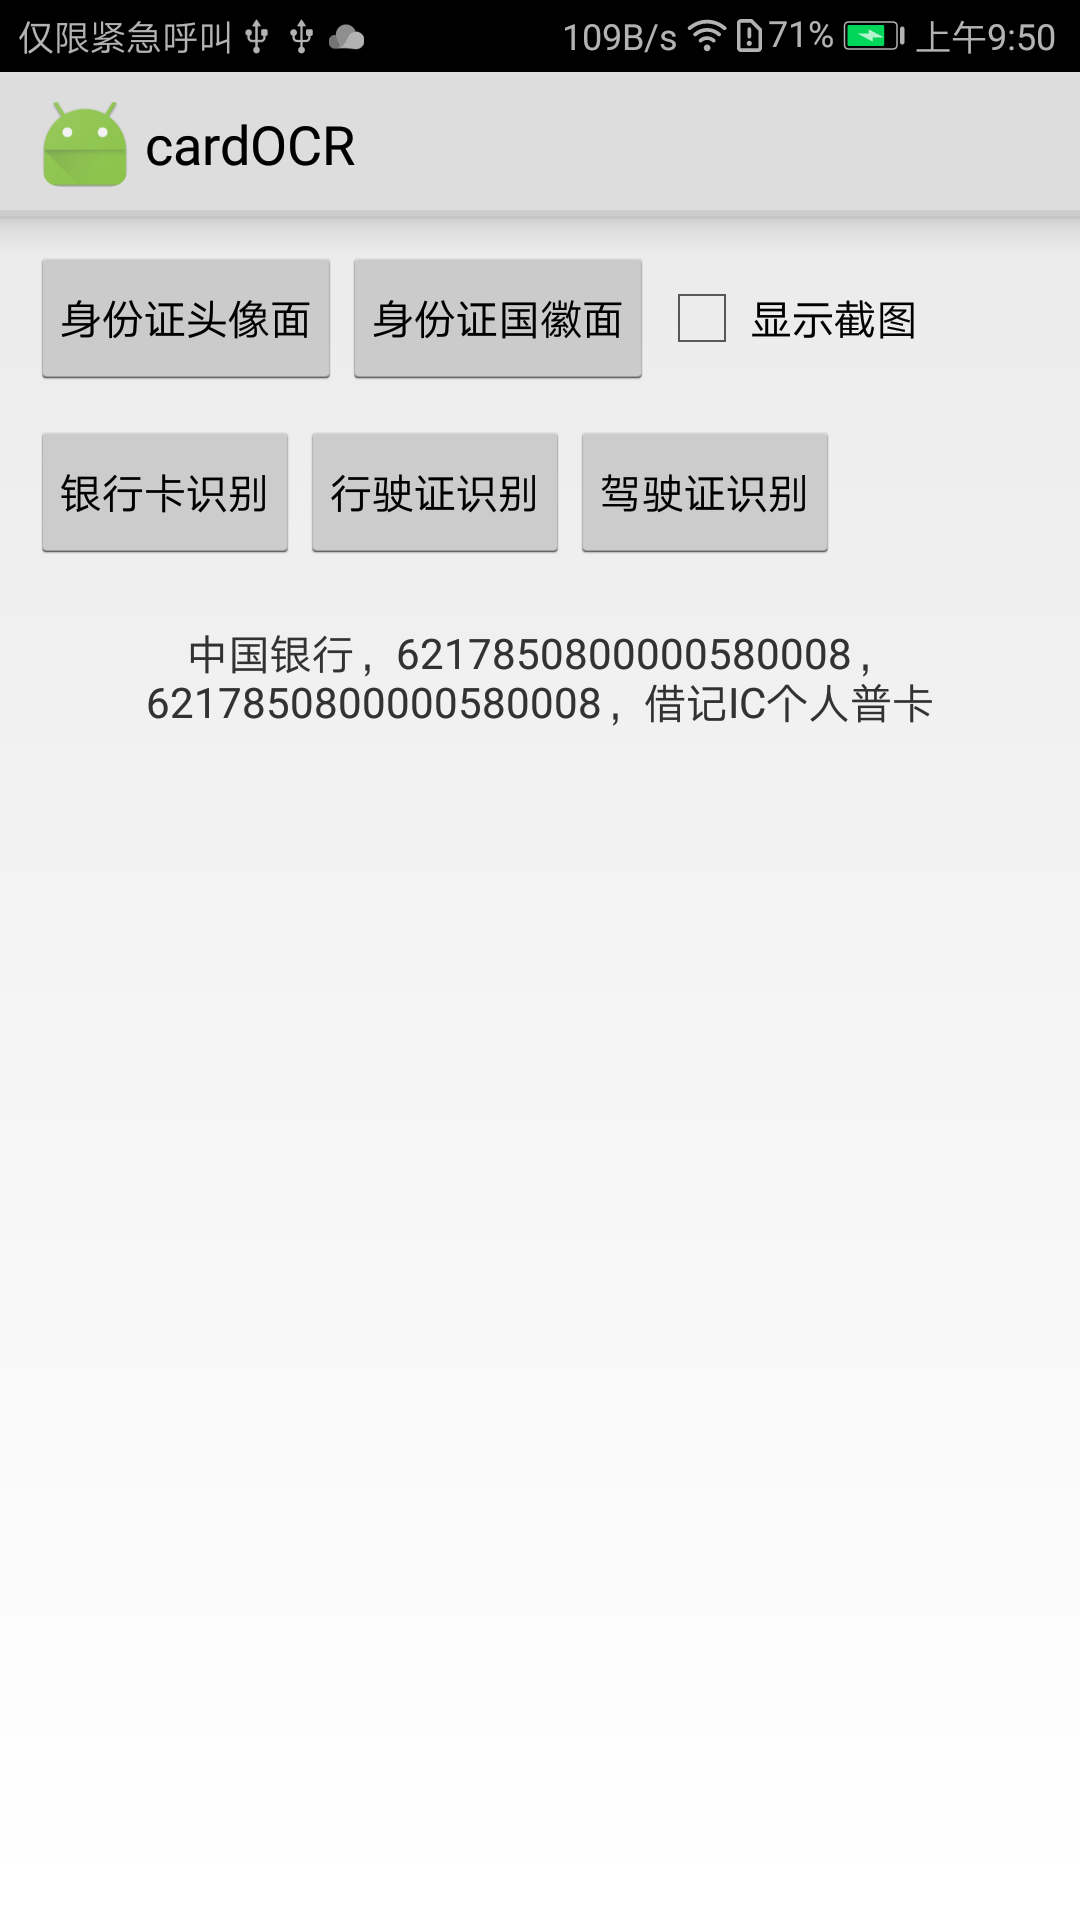 仅限紧急呼叫 109B/s 71% 上午9:50
cardOCR
身份证头像面 身份证国徽面 显示截图
银行卡识别 行驶证识别 驾驶证识别
中国银行，6217850800000580008，
6217850800000580008，借记IC个人普卡